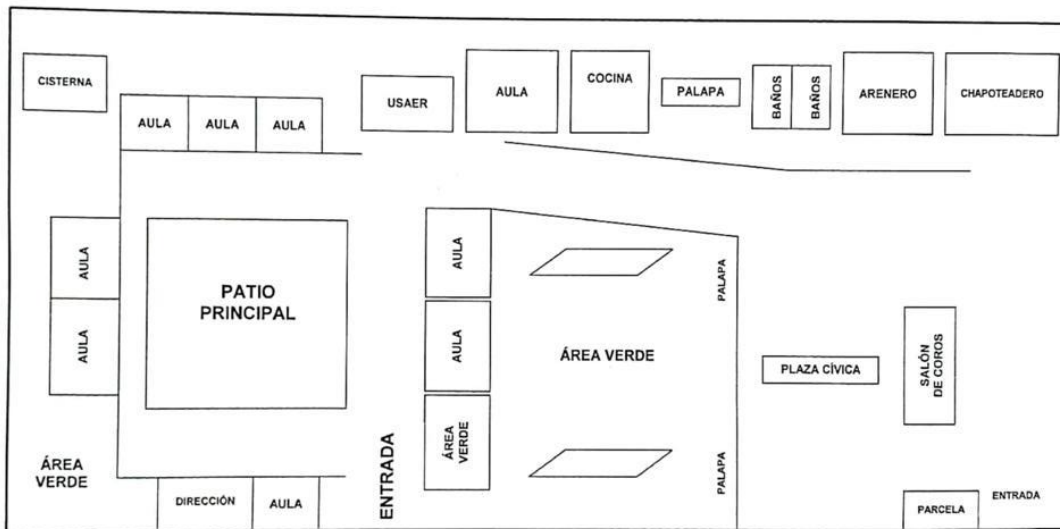 CISTERNA
AULA
AULA
AULA
USAER
AULA
COCINA
PALAPA
BAÑOS
BAÑOS
ARENERO
CHAPOTEADERO
AULA
AULA
PATIO
PRINCIPAL
AULA
AULA
ÁREA
VERDE
ÁREA VERDE
PALAPA
PALAPA
PLAZA CÍVICA
SALÓN
DE COROS
ÁREA
VERDE
DIRECCIÓN
AULA
ENTRADA
PARCELA
ENTRADA